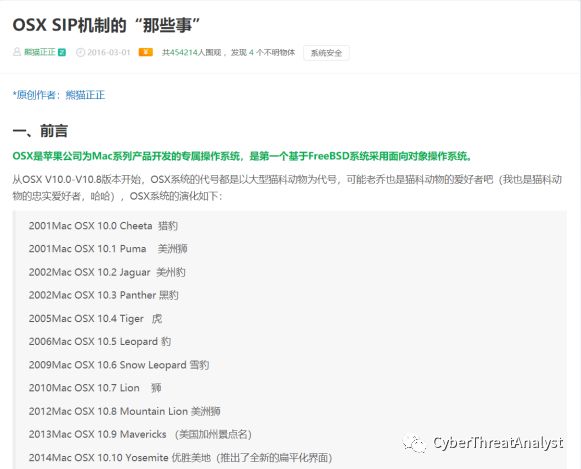 OSX SIP机制的“那些事”
熊猫正正 2 2016-03-01 ¥ 共454214人围观 ，发现 4 个不明物体 系统安全
*原创作者：熊猫正正
一、前言
OSX是苹果公司为Mac系列产品开发的专属操作系统，是第一个基于FreeBSD系统采用面向对象操作系统。
从OSX V10.0-V10.8版本开始，OSX系统的代号都是以大型猫科动物为代号，可能老乔也是猫科动物的爱好者吧（我也是猫科动
物的忠实爱好者，哈哈），OSX系统的演化如下：
2001Mac OSX 10.0 Cheeta 猎豹
2001Mac OSX 10.1 Puma 美洲狮
2002Mac OSX 10.2 Jaguar 美州豹
2002Mac OSX 10.3 Panther 黑豹
2005Mac OSX 10.4 Tiger 虎
2006Mac OSX 10.5 Leopard 豹
2009Mac OSX 10.6 Snow Leopard 雪豹
2010Mac OSX 10.7 Lion 狮
2012Mac OSX 10.8 Mountain Lion 美洲狮
2013Mac OSX 10.9 Mavericks （美国加州景点名）
2014Mac OSX 10.10 Yosemite 优胜美地（推出了全新的扁平化界面）
CyberThreatAnalyst